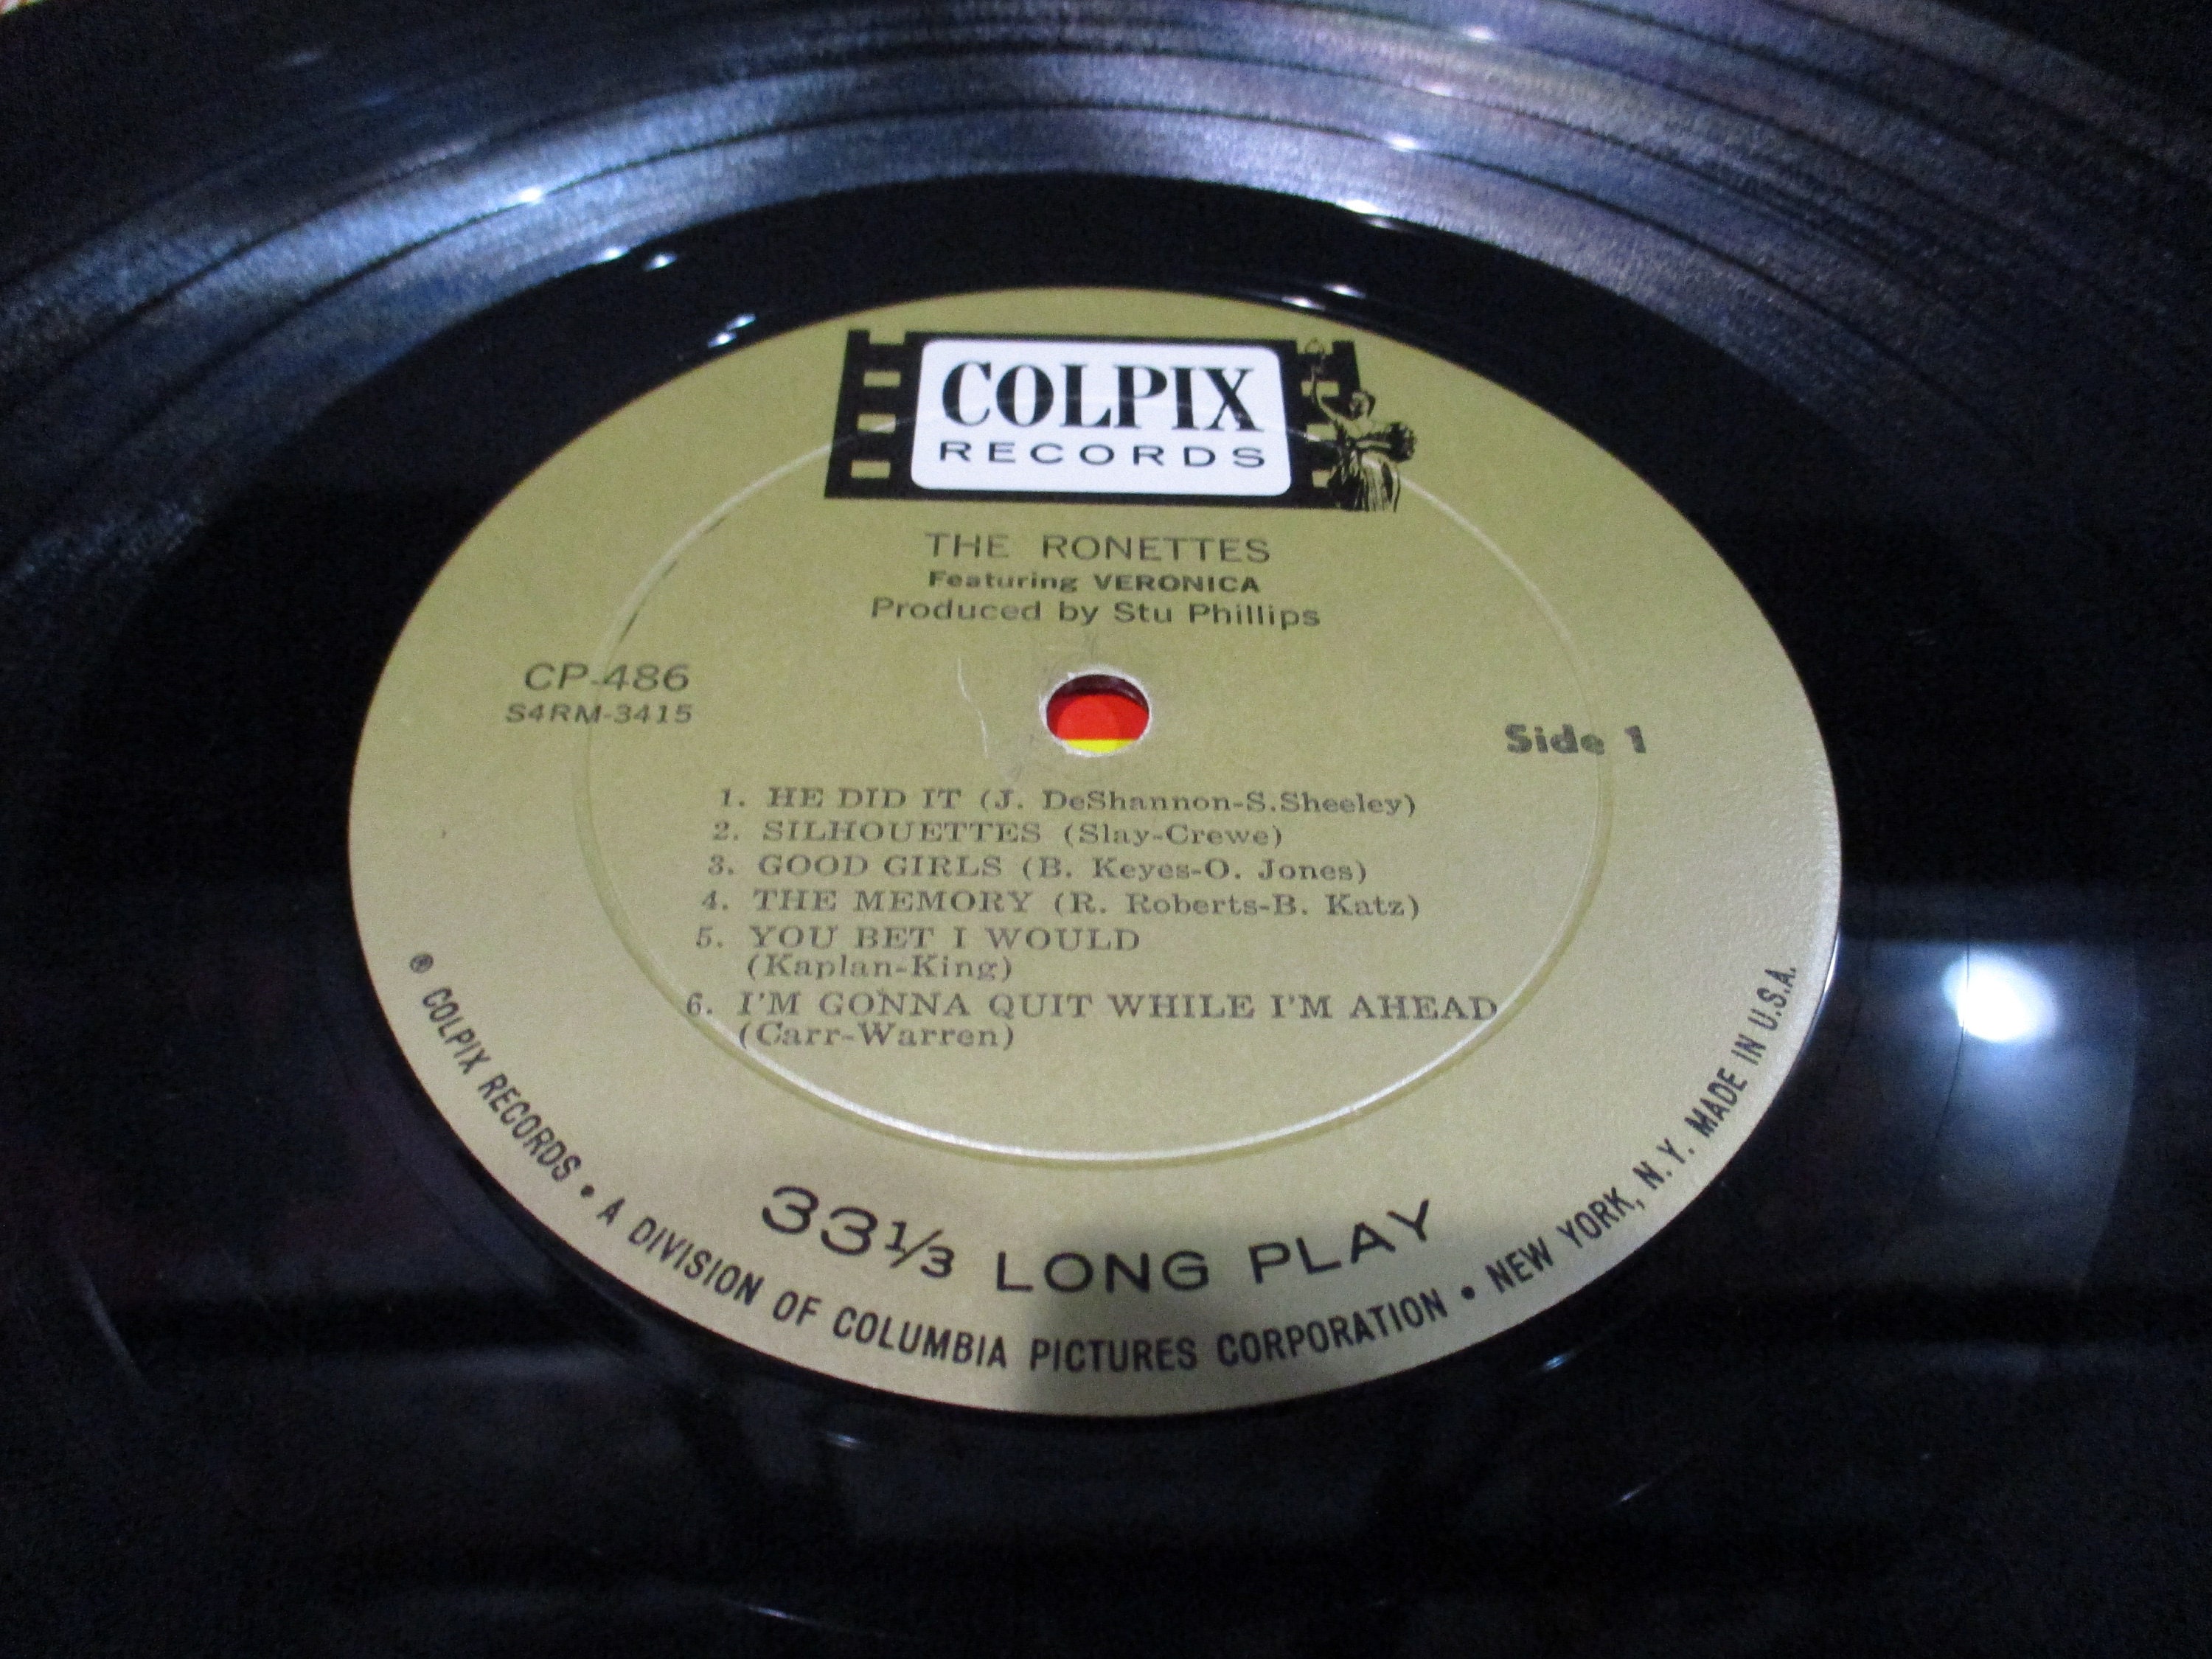 COLPIX
RECORDS
THE RONETTES
Featuring VERONICA
Produced by Stu Phillips
CP-486
S4RM-3415
Side 1
1. HE DID IT (J. DeShannon-S.Sheeley)
2. SILHOUETTES (Slay-Crewe)
3. GOOD GIRLS (B. Keyes-O. Jones)
4. THE MEMORY (R. Roberts-B. Katz)
5. YOU BET I WOULD
(Kaplan-King)
6. I'M GONNA QUIT WHILE I'M AHEAD
(Carr-Warren)
33⅓ LONG PLAY
® COLPIX RECORDS • A DIVISION OF COLUMBIA PICTURES CORPORATION • NEW YORK, N.Y. MADE IN U.S.A.